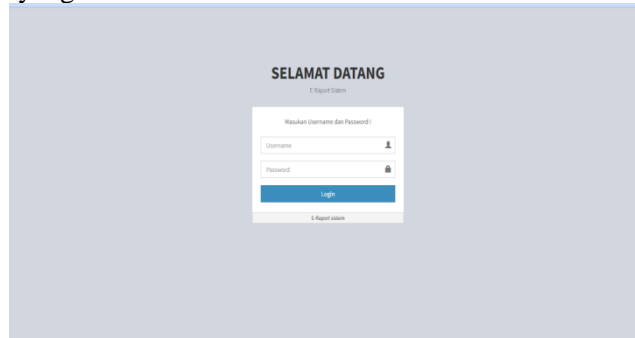 SELAMAT DATANG
E-Raport Sistem
Masukan Username dan Password !
Username
Password
Login
E-Raport sistem